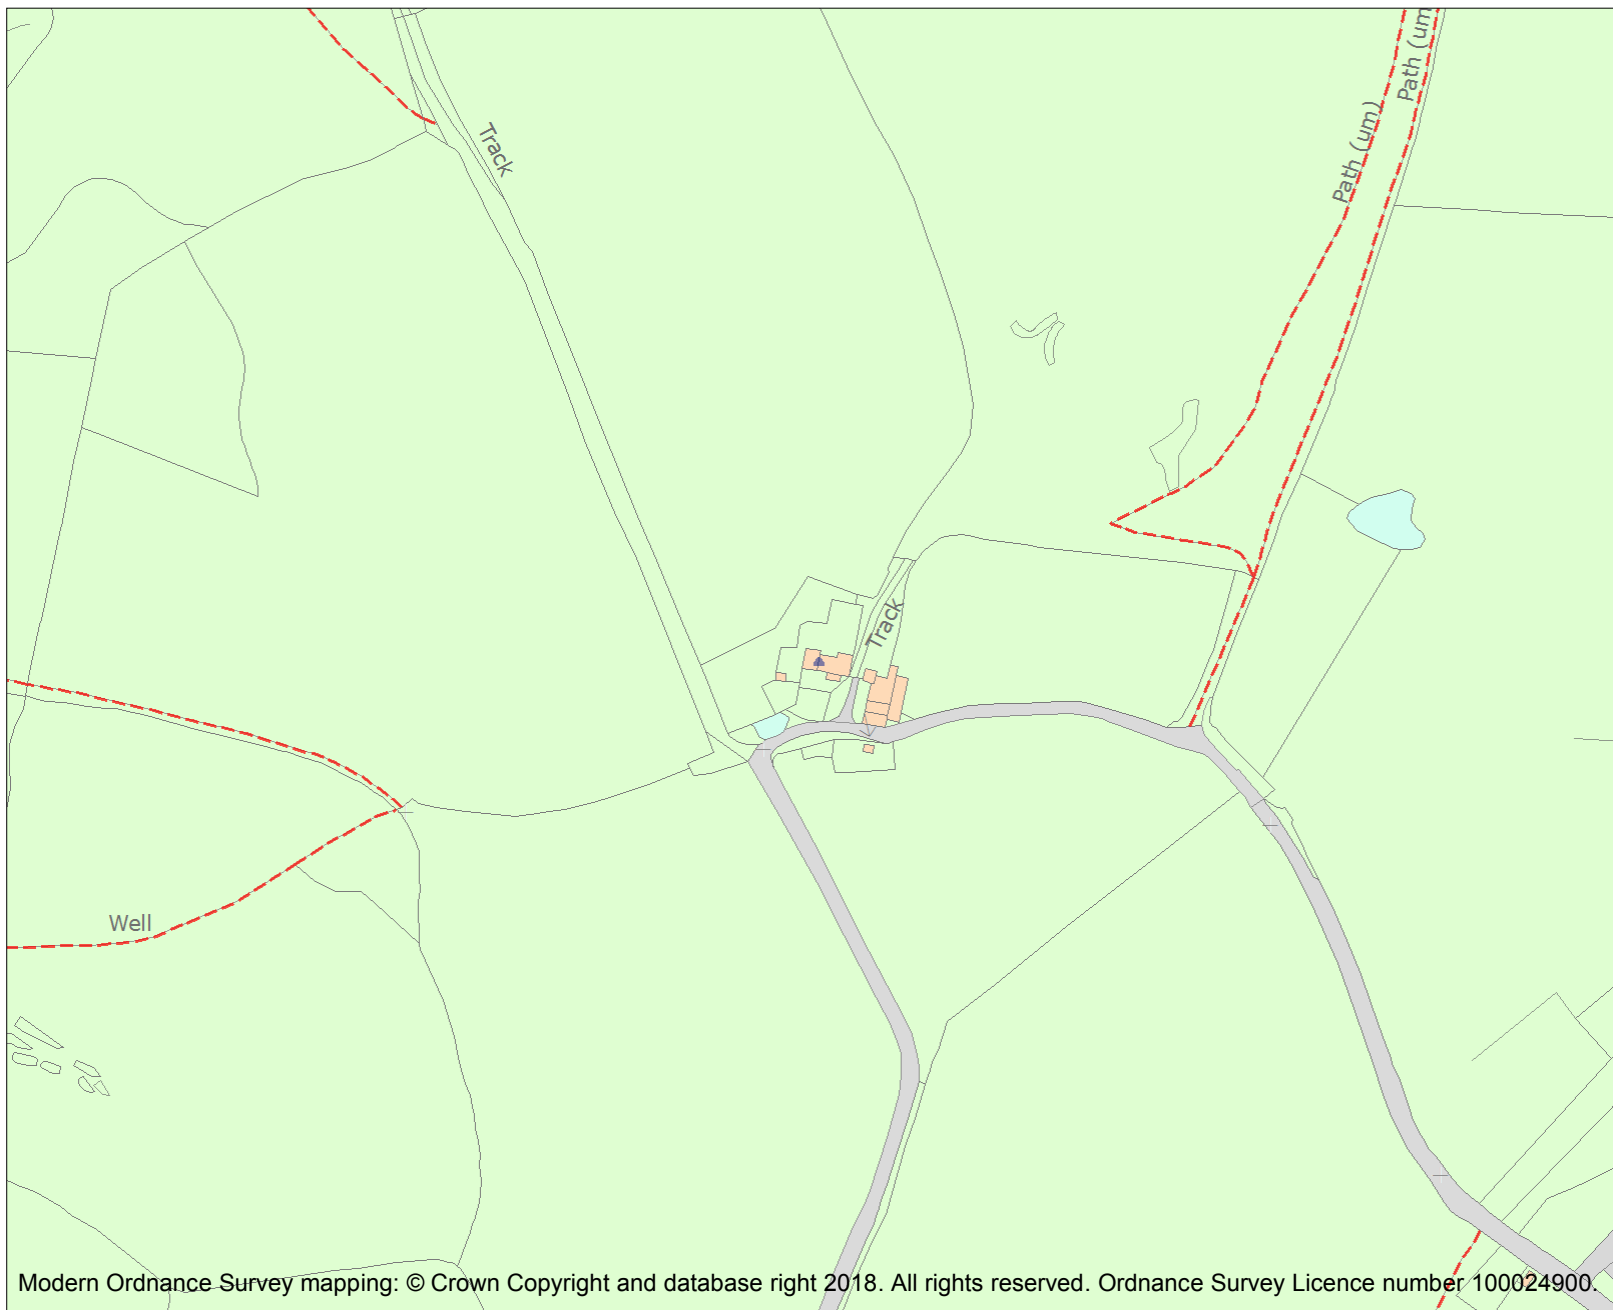 Path (um
Path (um)
Track
Track
Well
Modern Ordnance Survey mapping: © Crown Copyright and database right 2018. All rights reserved. Ordnance Survey Licence number 100024900.